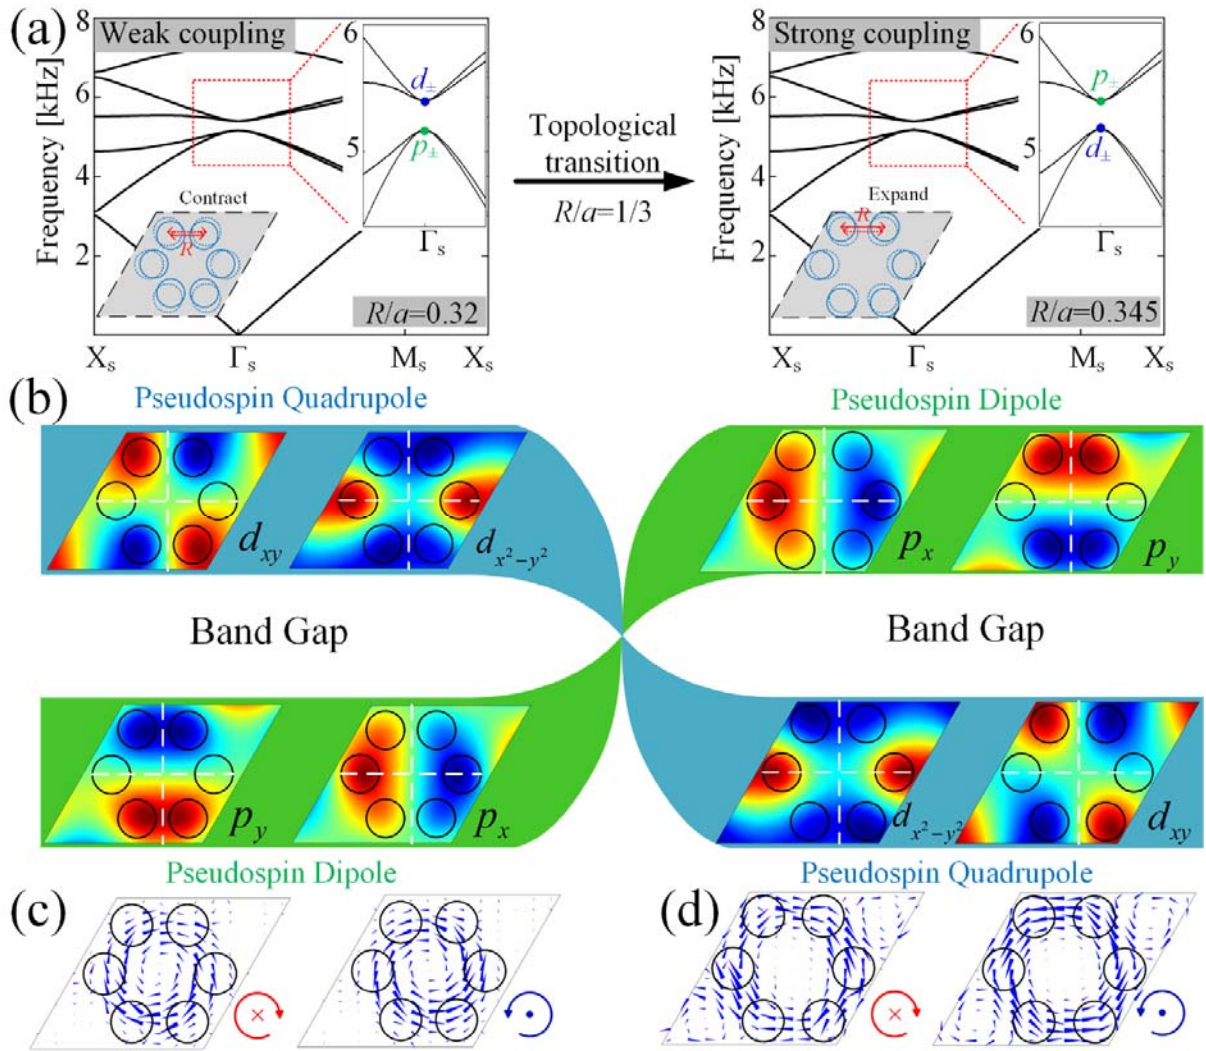 (a)
Weak coupling
Frequency [kHz]
8
6
4
2
6
5
d±
p±
Γs
Contract
R
R/a=0.32
Xs
Γs
Ms
Xs
Topological
transition
R/a=1/3
Strong coupling
Frequency [kHz]
8
6
4
2
6
5
p±
d±
Γs
Expand
R
R/a=0.345
Xs
Γs
Ms
Xs
(b)
Pseudospin Quadrupole
Pseudospin Dipole
dxy
dx²−y²
px
py
Band Gap
Band Gap
py
px
dx²−y²
dxy
Pseudospin Dipole
Pseudospin Quadrupole
(c)
(d)